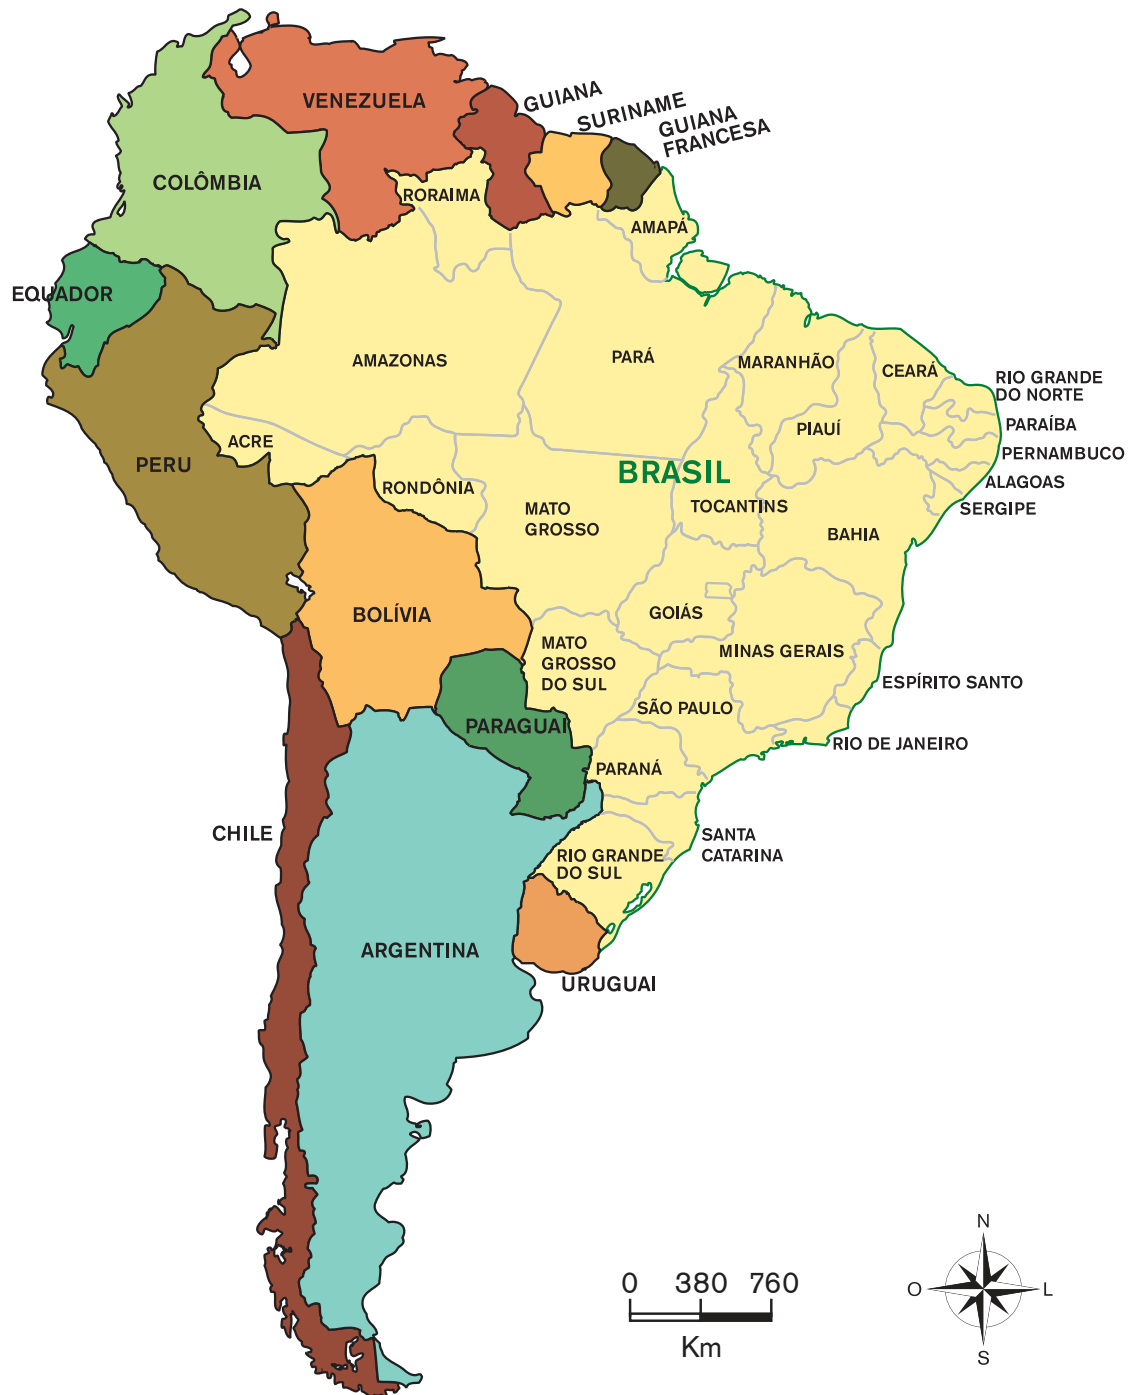 VENEZUELA
GUIANA
SURINAME
GUIANA
FRANCESA
COLÔMBIA
RORAIMA
AMAPÁ
EQUADOR
AMAZONAS
PARÁ
MARANHÃO
CEARÁ
RIO GRANDE
DO NORTE
PARAÍBA
PIAUÍ
ACRE
PERNAMBUCO
PERU
BRASIL
RONDÔNIA
ALAGOAS
TOCANTINS
SERGIPE
MATO
GROSSO
BAHIA
BOLÍVIA
GOIÁS
MATO
GROSSO
DO SUL
MINAS GERAIS
ESPÍRITO SANTO
SÃO PAULO
PARAGUAI
RIO DE JANEIRO
PARANÁ
CHILE
SANTA
CATARINA
RIO GRANDE
DO SUL
ARGENTINA
URUGUAI
N
O
L
S
0 380 760
Km